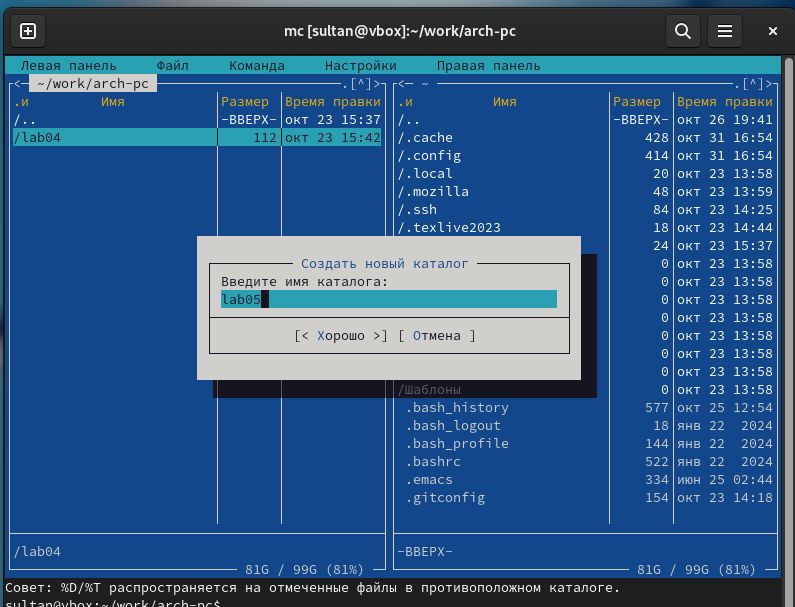 mc [sultan@vbox]:~/work/arch-pc
Левая панель Файл Команда Настройки Правая панель
<─ ~/work/arch-pc .[^]>
.и Имя Размер Время правки
/.. -ВВЕРХ- окт 23 15:37
/lab04 112 окт 23 15:42
/lab04
81G / 99G (81%)
<─ ~ .[^]>
.и Имя Размер Время правки
/.. -ВВЕРХ- окт 26 19:41
/.cache 428 окт 31 16:54
/.config 414 окт 31 16:54
/.local 20 окт 23 13:58
/.mozilla 48 окт 23 13:59
/.ssh 84 окт 23 14:25
/.texlive2023 18 окт 23 14:44
24 окт 23 15:37
0 окт 23 13:58
0 окт 23 13:58
0 окт 23 13:58
0 окт 23 13:58
0 окт 23 13:58
0 окт 23 13:58
0 окт 23 13:58
/Шаблоны 0 окт 23 13:58
.bash_history 577 окт 25 12:54
.bash_logout 18 янв 22 2024
.bash_profile 144 янв 22 2024
.bashrc 522 янв 22 2024
.emacs 334 июн 25 02:44
.gitconfig 154 окт 23 14:18
-ВВЕРХ-
81G / 99G (81%)
Создать новый каталог
Введите имя каталога:
lab05
[< Хорошо >] [ Отмена ]
Совет: %D/%T распространяется на отмеченные файлы в противоположном каталоге.
sultan@vbox:~/work/arch-pc$